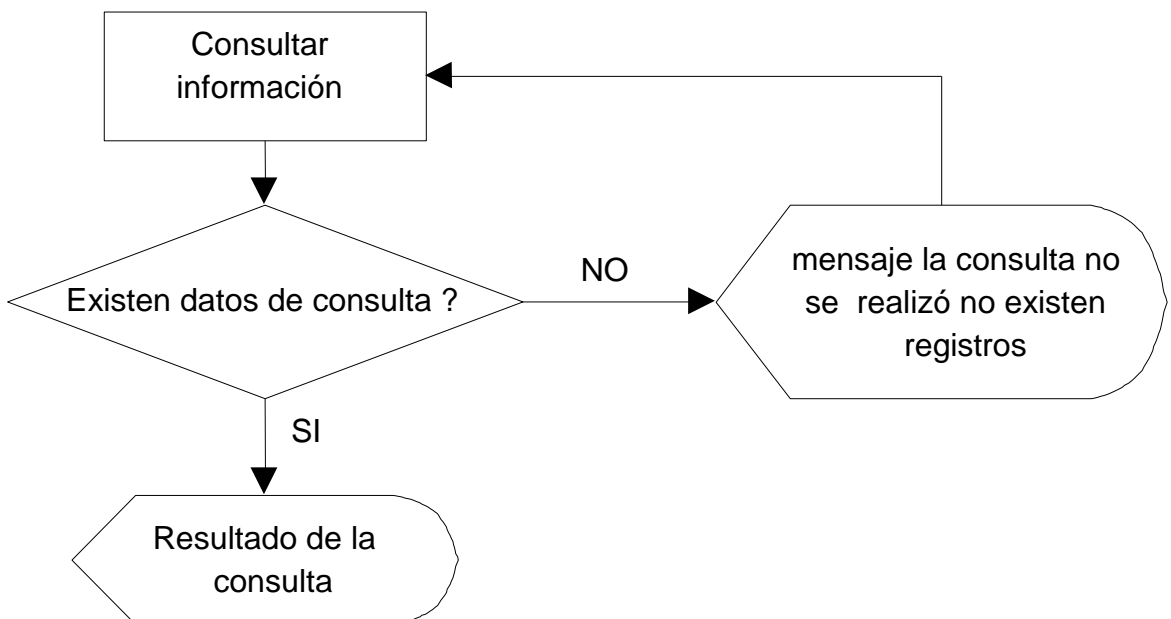 Consultar
información
Existen datos de consulta ?
NO
mensaje la consulta no
se realizó no existen
registros
SI
Resultado de la
consulta